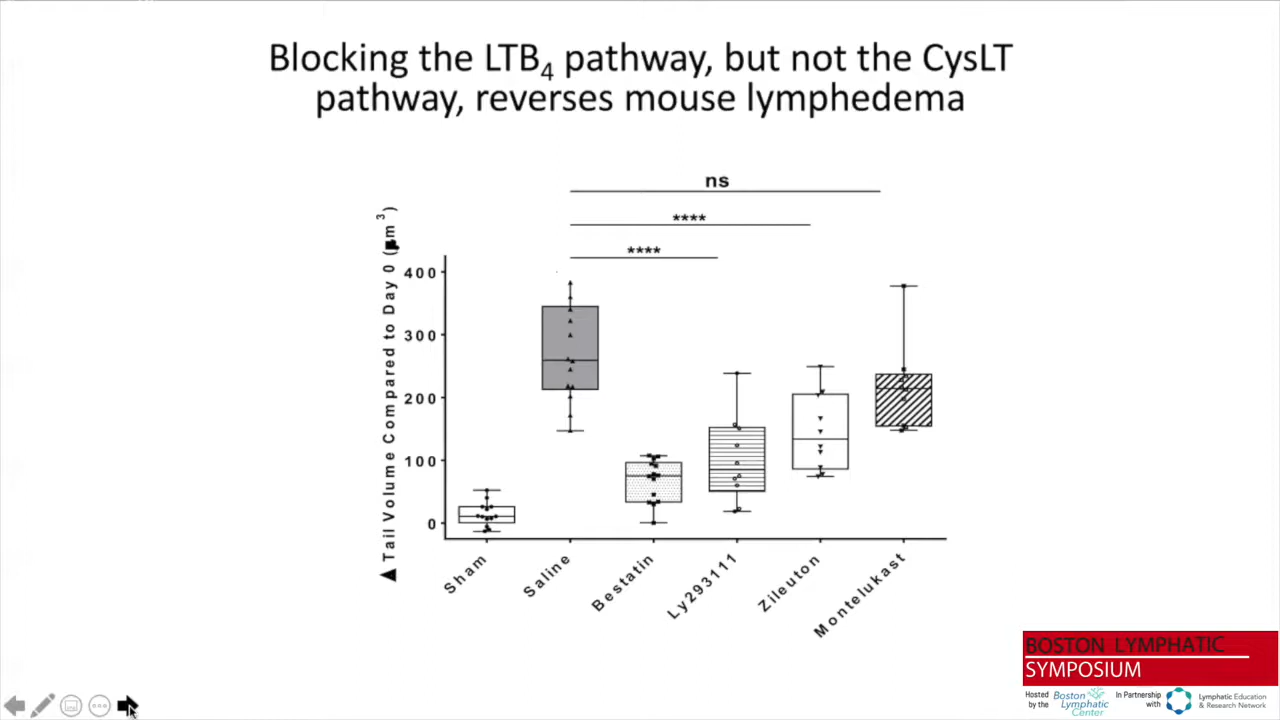 Blocking the LTB4 pathway, but not the CysLT
pathway, reverses mouse lymphedema
ns
****
****
▲ Tail Volume Compared to Day 0 (μm3)
400
300
200
100
0
Sham
Saline
Bestatin
Ly293111
Zileuton
Montelukast
BOSTON LYMPHATIC
SYMPOSIUM
Hosted
by the
Boston
Lymphatic
Center
In Partnership
with
Lymphatic Education
& Research Network